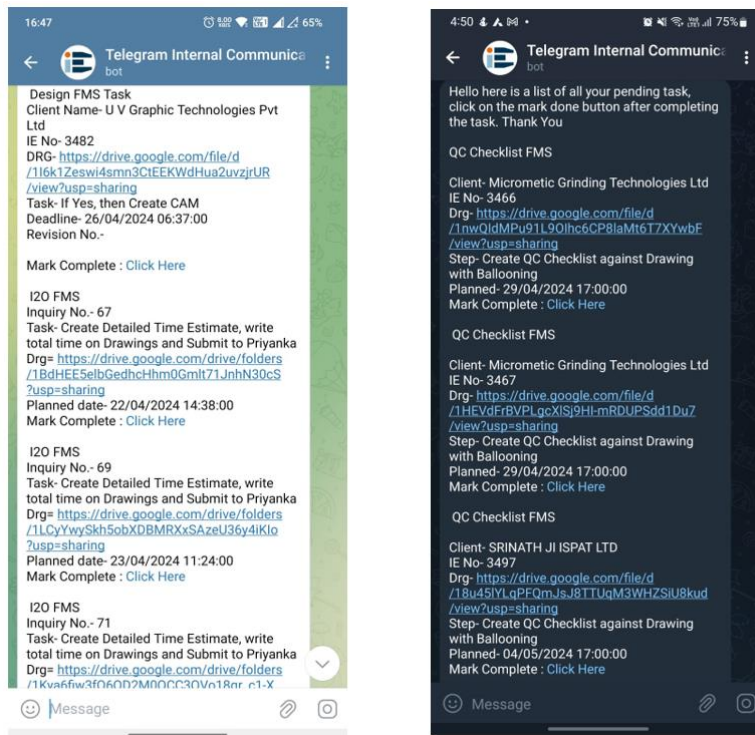 16:47
65%
Telegram Internal Communica
bot
Design FMS Task
Client Name- U V Graphic Technologies Pvt
Ltd
IE No- 3482
DRG- https://drive.google.com/file/d
/1I6k1Zeswi4smn3CtEEKWdHua2uvzjrUR
/view?usp=sharing
Task- If Yes, then Create CAM
Deadline- 26/04/2024 06:37:00
Revision No.-
Mark Complete : Click Here
I2O FMS
Inquiry No.- 67
Task- Create Detailed Time Estimate, write
total time on Drawings and Submit to Priyanka
Drg= https://drive.google.com/drive/folders
/1BdHEE5elbGedhcHhm0Gmlt71JnhN30cS
?usp=sharing
Planned date- 22/04/2024 14:38:00
Mark Complete : Click Here
I2O FMS
Inquiry No.- 69
Task- Create Detailed Time Estimate, write
total time on Drawings and Submit to Priyanka
Drg= https://drive.google.com/drive/folders
/1LCyYwySkh5obXDBMRXxSAzeU36y4iKIo
?usp=sharing
Planned date- 23/04/2024 11:24:00
Mark Complete : Click Here
I2O FMS
Inquiry No.- 71
Task- Create Detailed Time Estimate, write
total time on Drawings and Submit to Priyanka
Drg= https://drive.google.com/drive/folders
Message
4:50
75%
Telegram Internal Communica
bot
Hello here is a list of all your pending task,
click on the mark done button after completing
the task. Thank You
QC Checklist FMS
Client- Micrometic Grinding Technologies Ltd
IE No- 3466
Drg- https://drive.google.com/file/d
/1nwQldMPu91L9Olhc6CP8laMt6T7XYwbF
/view?usp=sharing
Step- Create QC Checklist against Drawing
with Ballooning
Planned- 29/04/2024 17:00:00
Mark Complete : Click Here
QC Checklist FMS
Client- Micrometic Grinding Technologies Ltd
IE No- 3467
Drg- https://drive.google.com/file/d
/1HEVdFrBVPLgcXlSj9HI-mRDUPSdd1Du7
/view?usp=sharing
Step- Create QC Checklist against Drawing
with Ballooning
Planned- 29/04/2024 17:00:00
Mark Complete : Click Here
QC Checklist FMS
Client- SRINATH JI ISPAT LTD
IE No- 3497
Drg- https://drive.google.com/file/d
/18u45lYLqPFQmJsJ8TTUqM3WHZSiU8kud
/view?usp=sharing
Step- Create QC Checklist against Drawing
with Ballooning
Planned- 04/05/2024 17:00:00
Mark Complete : Click Here
Message